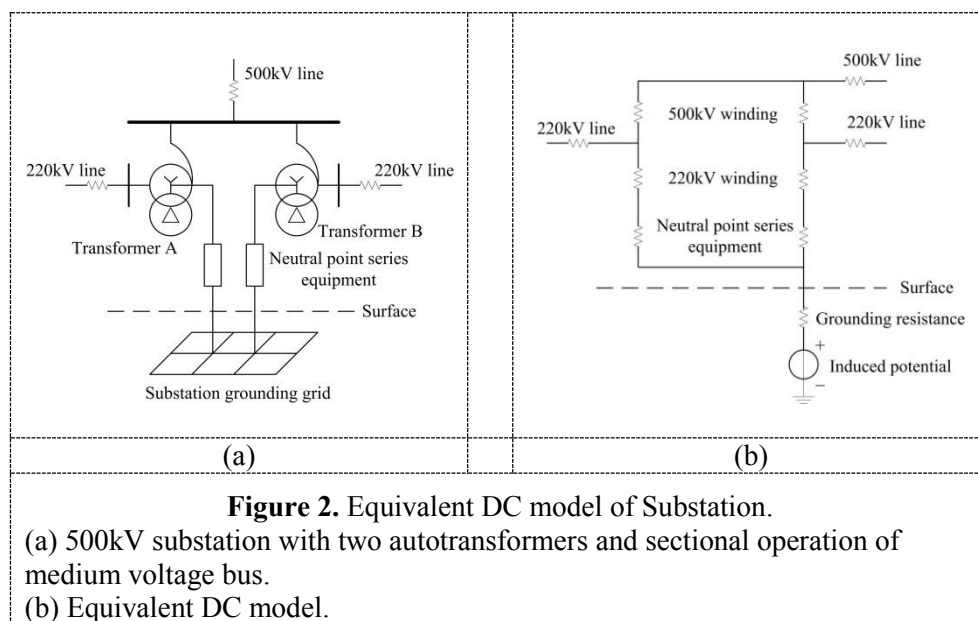 500kV line
220kV line
220kV line
Transformer A
Transformer B
Neutral point series
equipment
Surface
Substation grounding grid
(a)
500kV line
500kV winding
220kV line
220kV line
220kV winding
Neutral point series
equipment
Surface
Grounding resistance
+
Induced potential
−
(b)
Figure 2. Equivalent DC model of Substation.
(a) 500kV substation with two autotransformers and sectional operation of
medium voltage bus.
(b) Equivalent DC model.